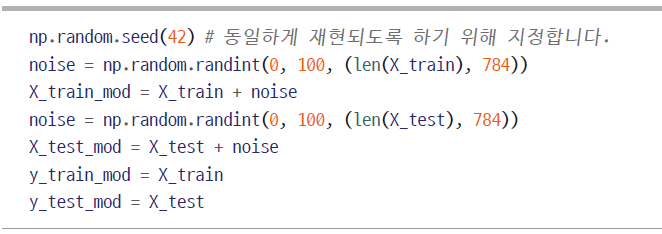 np.random.seed(42) # 동일하게 재현되도록 하기 위해 지정합니다.
noise = np.random.randint(0, 100, (len(X_train), 784))
X_train_mod = X_train + noise
noise = np.random.randint(0, 100, (len(X_test), 784))
X_test_mod = X_test + noise
y_train_mod = X_train
y_test_mod = X_test